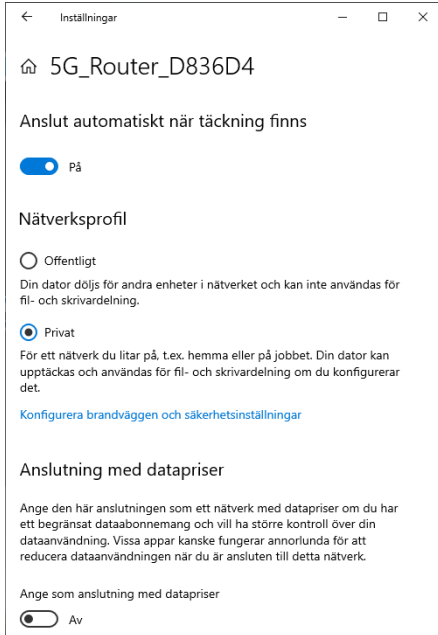 Inställningar
5G_Router_D836D4
Anslut automatiskt när täckning finns
På
Nätverksprofil
Offentligt
Din dator döljs för andra enheter i nätverket och kan inte användas för
fil- och skrivardelning.
Privat
För ett nätverk du litar på, t.ex. hemma eller på jobbet. Din dator kan
upptäckas och användas för fil- och skrivardelning om du konfigurerar
det.
Konfigurera brandväggen och säkerhetsinställningar
Anslutning med datapriser
Ange den här anslutningen som ett nätverk med datapriser om du har
ett begränsat dataabonnemang och vill ha större kontroll över din
dataanvändning. Vissa appar kanske fungerar annorlunda för att
reducera dataanvändningen när du är ansluten till detta nätverk.
Ange som anslutning med datapriser
Av